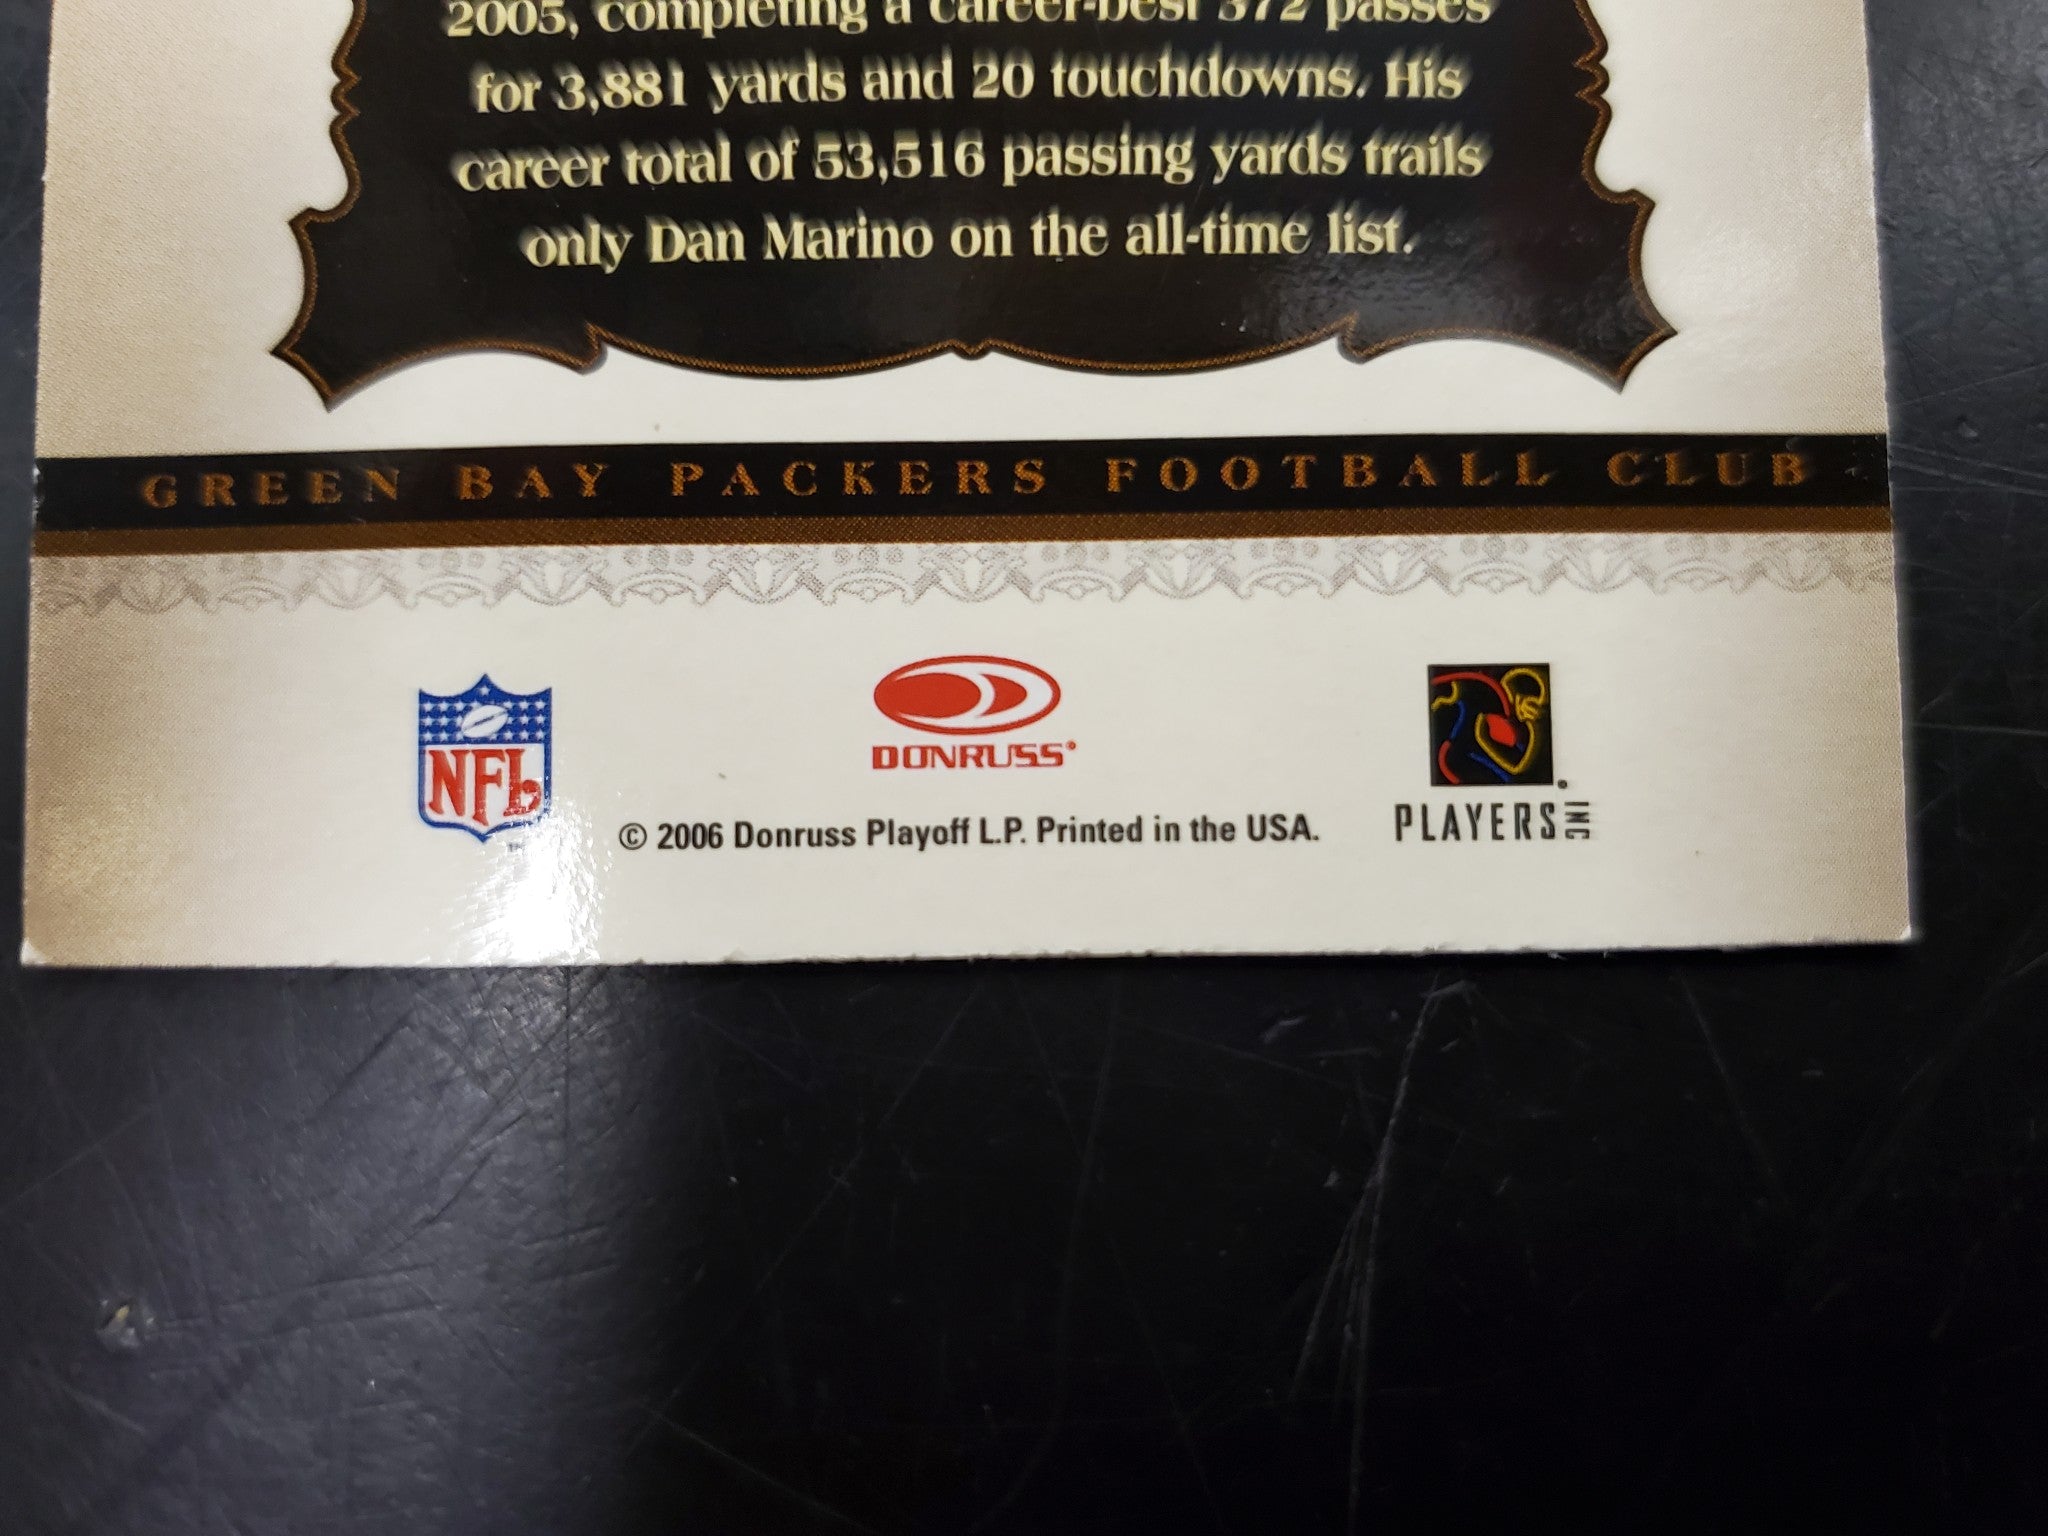 2005, completing a career-best 372 passes
for 3,881 yards and 20 touchdowns. His
career total of 53,516 passing yards trails
only Dan Marino on the all-time list.
GREEN BAY PACKERS FOOTBALL CLUB
NFL
DONRUSS
© 2006 Donruss Playoff L.P. Printed in the USA.
PLAYERS INC